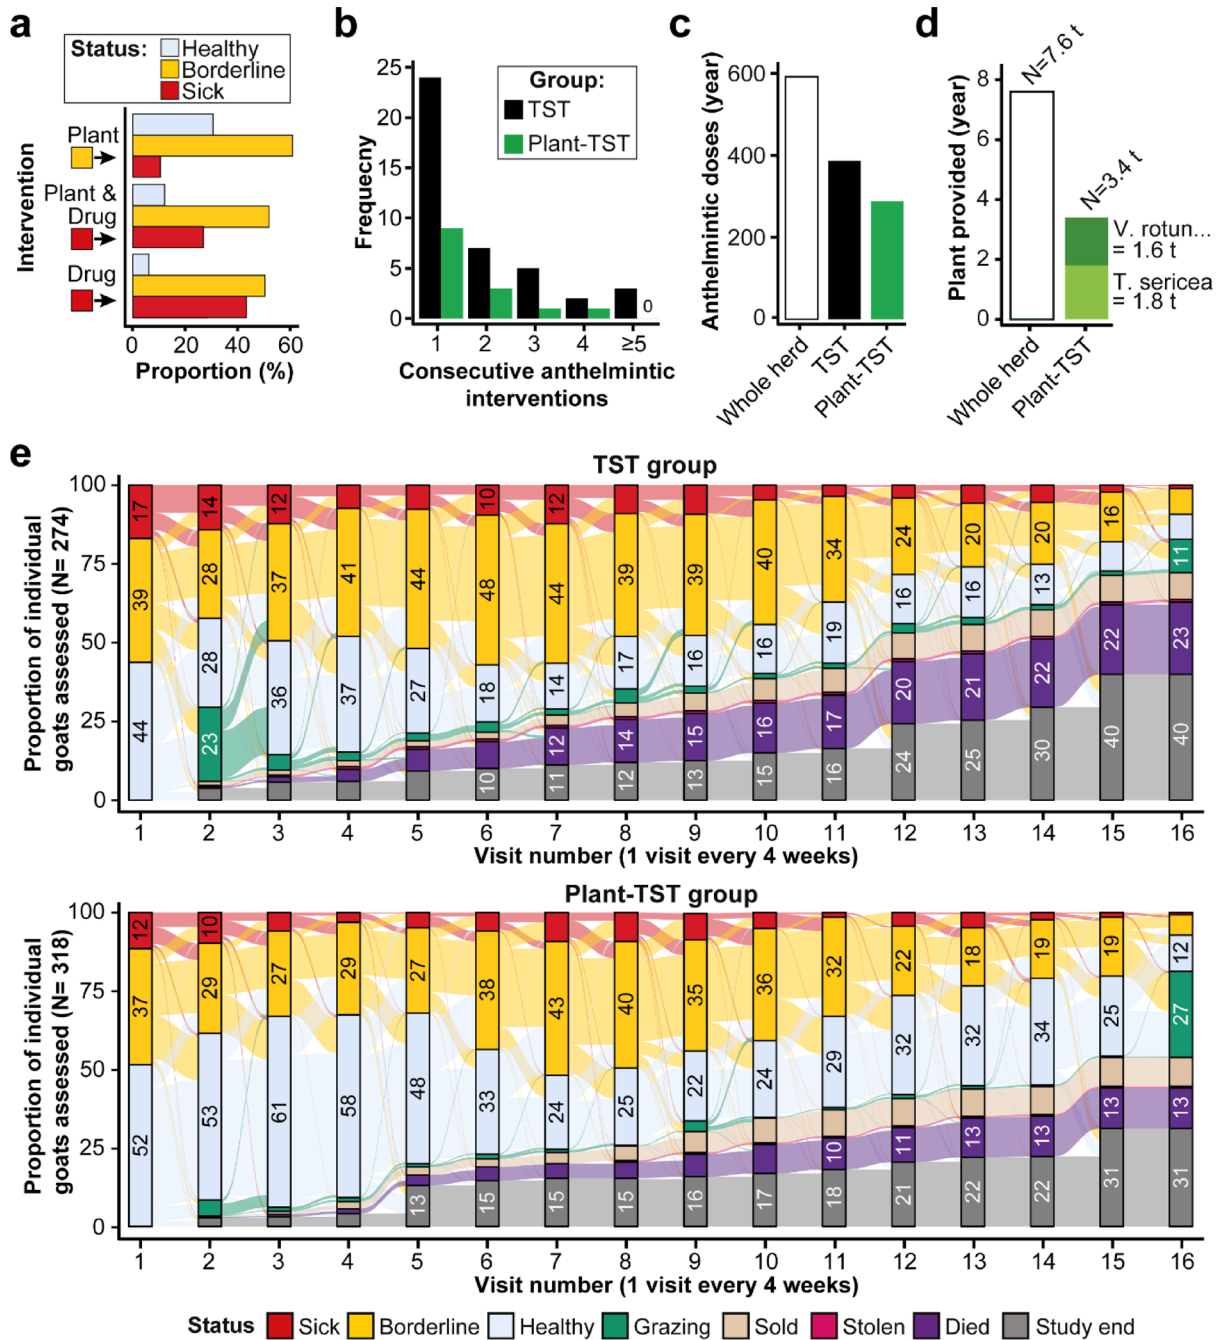 a
Status:
Healthy
Borderline
Sick
Intervention
Plant
Plant &
Drug
Drug
0 20 40 60
Proportion (%)
b
Frequecny
25
20
15
10
5
0
Group:
TST
Plant-TST
0
1 2 3 4 ≥5
Consecutive anthelmintic
interventions
c
Anthelmintic doses (year)
600
400
200
0
Whole herd
TST
Plant-TST
d
Plant provided (year)
8
6
4
2
0
N=7.6 t
N=3.4 t
V. rotun...
= 1.6 t
T. sericea
= 1.8 t
Whole herd
Plant-TST
e
TST group
Proportion of individual
goats assessed (N= 274)
100
75
50
25
0
17 39 44
14 28 28 23
12 37 36
41 37
44 27
10 48 18 10
12 44 14 12 11
39 17 14 12
39 16 15 13
40 16 16 15
34 19 17 16
24 16 20 24
20 16 21 25
20 13 22 30
16 22 40
11 23 40
1 2 3 4 5 6 7 8 9 10 11 12 13 14 15 16
Visit number (1 visit every 4 weeks)
Plant-TST group
Proportion of individual
goats assessed (N= 318)
100
75
50
25
0
12 37 52
10 29 53
27 61
29 58
27 48 13
38 33 15
43 24 15
40 25 15
35 22 16
36 24 17
32 29 10 18
22 32 11 21
18 32 13 22
19 34 13 22
19 25 13 31
12 27 13 31
1 2 3 4 5 6 7 8 9 10 11 12 13 14 15 16
Visit number (1 visit every 4 weeks)
Status Sick Borderline Healthy Grazing Sold Stolen Died Study end